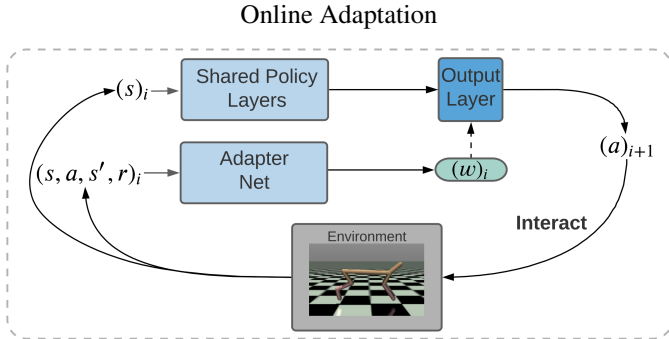 Online Adaptation
(s)i
Shared Policy
Layers
Output
Layer
(a)i+1
(s, a, s′, r)i
Adapter
Net
(w)i
Interact
Environment